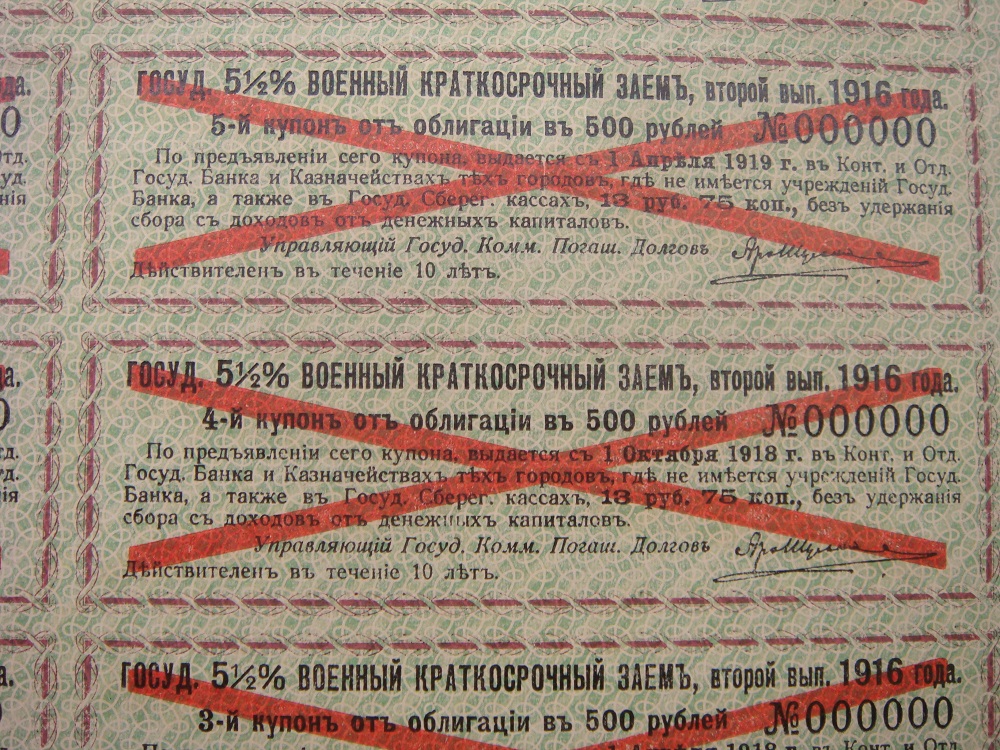 ГОСУД. 5½% ВОЕННЫЙ КРАТКОСРОЧНЫЙ ЗАЕМЪ, второй вып. 1916 года.
5-й купонъ отъ облигаціи въ 500 рублей №000000
По предъявленіи сего купона, выдается съ 1 Апрѣля 1919 г. въ Конт. и Отд.
Госуд. Банка и Казначействахъ тѣхъ городовъ, гдѣ не имѣется учрежденій Госуд.
Банка, а также въ Госуд. Сберег. кассахъ, 13 руб. 75 коп., безъ удержанія
сбора съ доходовъ отъ денежныхъ капиталовъ.
Управляющій Госуд. Комм. Погаш. Долговъ
Дѣйствителенъ въ теченіе 10 лѣтъ.
ГОСУД. 5½% ВОЕННЫЙ КРАТКОСРОЧНЫЙ ЗАЕМЪ, второй вып. 1916 года.
4-й купонъ отъ облигаціи въ 500 рублей №000000
По предъявленіи сего купона, выдается съ 1 Октября 1918 г. въ Конт. и Отд.
Госуд. Банка и Казначействахъ тѣхъ городовъ, гдѣ не имѣется учрежденій Госуд.
Банка, а также въ Госуд. Сберег. кассахъ, 13 руб. 75 коп., безъ удержанія
сбора съ доходовъ отъ денежныхъ капиталовъ.
Управляющій Госуд. Комм. Погаш. Долговъ
Дѣйствителенъ въ теченіе 10 лѣтъ.
ГОСУД. 5½% ВОЕННЫЙ КРАТКОСРОЧНЫЙ ЗАЕМЪ, второй вып. 1916 года.
3-й купонъ отъ облигаціи въ 500 рублей №000000